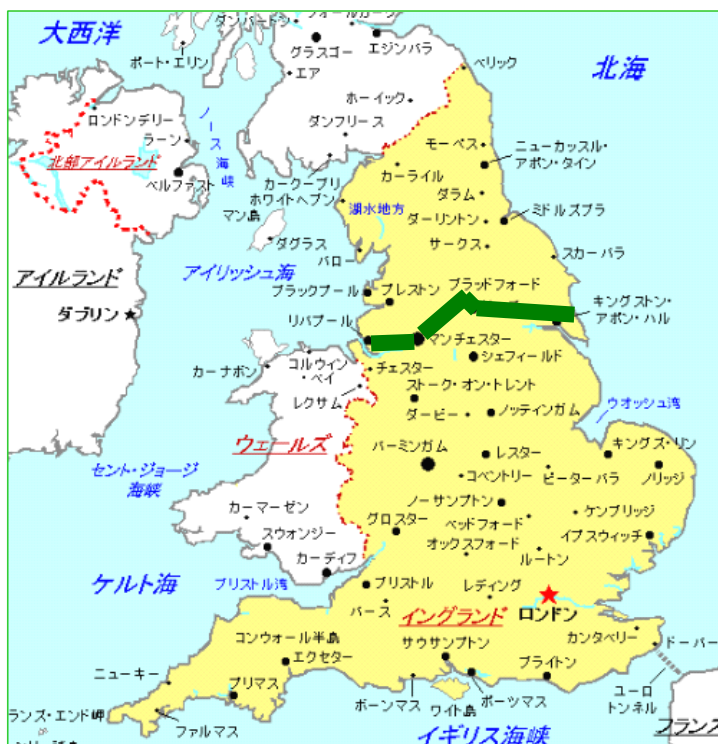 大西洋
ポート・エリン
グラスゴー
エジンバラ
エア
ベリック
北海
ホーイック
ロンドンデリー
ラーン
ノース海峡
ダンフリース
モーペス
ニューカッスル・
アポン・タイン
北部アイルランド
ベルファスト
カークーブリ
カーライル
ホワイトヘブン
ダラム
マン島
湖水地方
ダーリントン
ミドルズブラ
ダグラス
サークス
スカーバラ
バロー
アイリッシュ海
アイルランド
ダブリン
ブラックプール
プレストン
ブラッドフォード
キングストン・
アポン・ハル
リバプール
マンチェスター
シェフィールド
カーナボン
コルウィン・
ベイ
チェスター
レクサム
ストーク・オン・トレント
ダービー
ノッティンガム
ウオッシュ湾
ウェールズ
バーミンガム
レスター
キングズ・リン
セント・ジョージ
海峡
コベントリー
ピーターバラ
ノリッジ
カーマーゼン
ノーサンプトン
ケンブリッジ
スウォンジー
グロスター
ベッドフォード
イプスウィッチ
カーディフ
オックスフォード
ルートン
ケルト海
ブリストル湾
ブリストル
レディング
バース
イングランド
ロンドン
コンウォール半島
エクセター
サウサンプトン
カンタベリー
ドーバー
ニューキー
プリマス
ブライトン
ユーロ
トンネル
ボーンマス
ワイト島
ポーツマス
ランズ・エンド岬
ファルマス
イギリス海峡
フランス